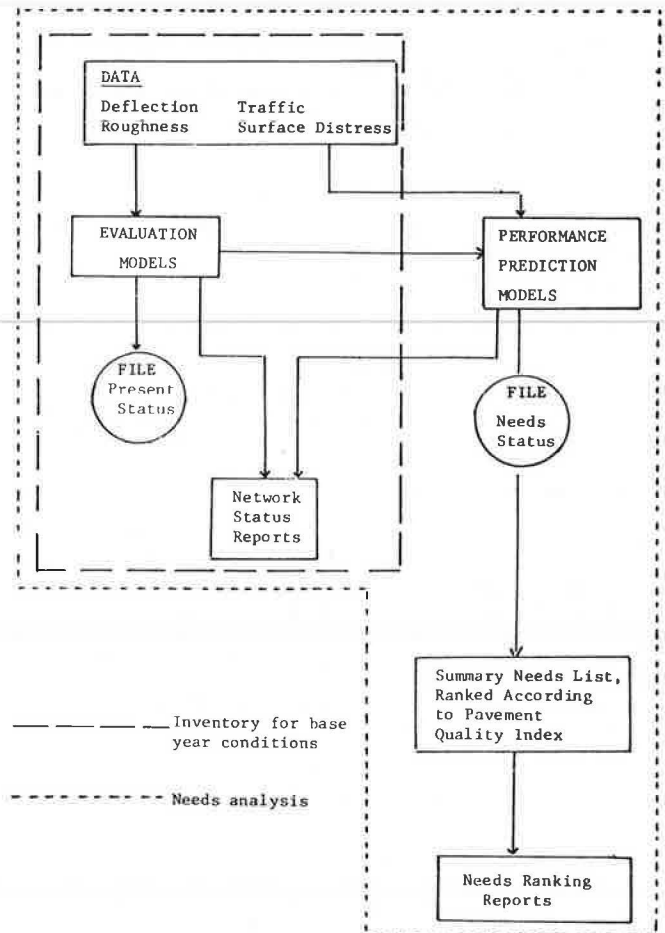 DATA
Deflection Traffic
Roughness Surface Distress
EVALUATION
MODELS
PERFORMANCE
PREDICTION
MODELS
FILE
Present
Status
FILE
Needs
Status
Network
Status
Reports
Summary Needs List,
Ranked According
to Pavement
Quality Index
Inventory for base
year conditions
Needs analysis
Needs Ranking
Reports